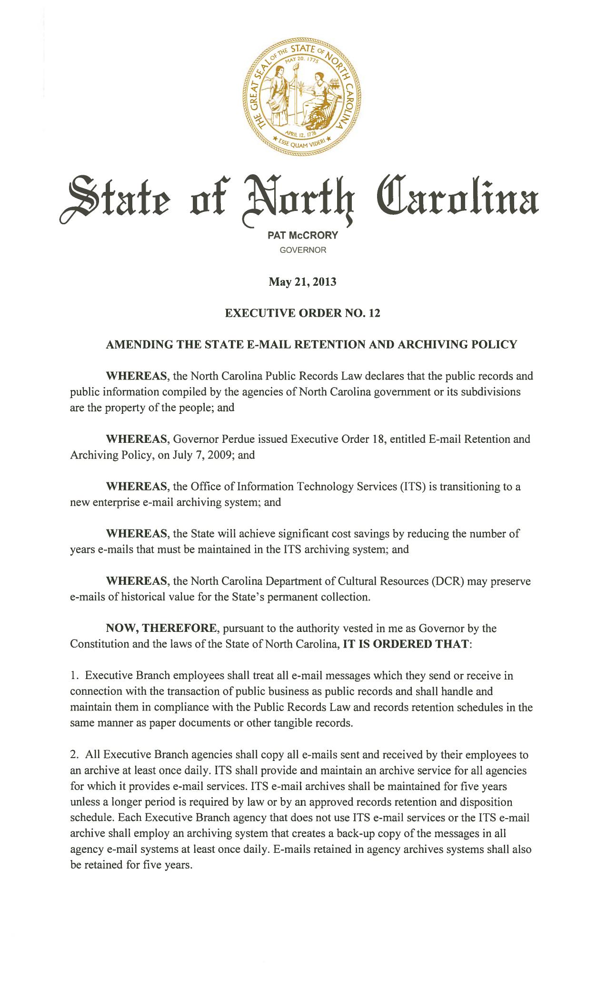 THE GREAT SEAL OF THE STATE OF NORTH CAROLINA
MAY 20, 1775
APRIL 12, 1776
★ ESSE QUAM VIDERI ★
State of North Carolina
PAT McCRORY
GOVERNOR
May 21, 2013
EXECUTIVE ORDER NO. 12
AMENDING THE STATE E-MAIL RETENTION AND ARCHIVING POLICY
WHEREAS, the North Carolina Public Records Law declares that the public records and
public information compiled by the agencies of North Carolina government or its subdivisions
are the property of the people; and
WHEREAS, Governor Perdue issued Executive Order 18, entitled E-mail Retention and
Archiving Policy, on July 7, 2009; and
WHEREAS, the Office of Information Technology Services (ITS) is transitioning to a
new enterprise e-mail archiving system; and
WHEREAS, the State will achieve significant cost savings by reducing the number of
years e-mails that must be maintained in the ITS archiving system; and
WHEREAS, the North Carolina Department of Cultural Resources (DCR) may preserve
e-mails of historical value for the State's permanent collection.
NOW, THEREFORE, pursuant to the authority vested in me as Governor by the
Constitution and the laws of the State of North Carolina, IT IS ORDERED THAT:
1. Executive Branch employees shall treat all e-mail messages which they send or receive in
connection with the transaction of public business as public records and shall handle and
maintain them in compliance with the Public Records Law and records retention schedules in the
same manner as paper documents or other tangible records.
2. All Executive Branch agencies shall copy all e-mails sent and received by their employees to
an archive at least once daily. ITS shall provide and maintain an archive service for all agencies
for which it provides e-mail services. ITS e-mail archives shall be maintained for five years
unless a longer period is required by law or by an approved records retention and disposition
schedule. Each Executive Branch agency that does not use ITS e-mail services or the ITS e-mail
archive shall employ an archiving system that creates a back-up copy of the messages in all
agency e-mail systems at least once daily. E-mails retained in agency archives systems shall also
be retained for five years.